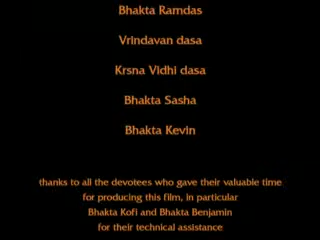 Bhakta Ramdas
Vrindavan dasa
Krsna Vidhi dasa
Bhakta Sasha
Bhakta Kevin
thanks to all the devotees who gave their valuable time
for producing this film, in particular
Bhakta Kofi and Bhakta Benjamin
for their technical assistance